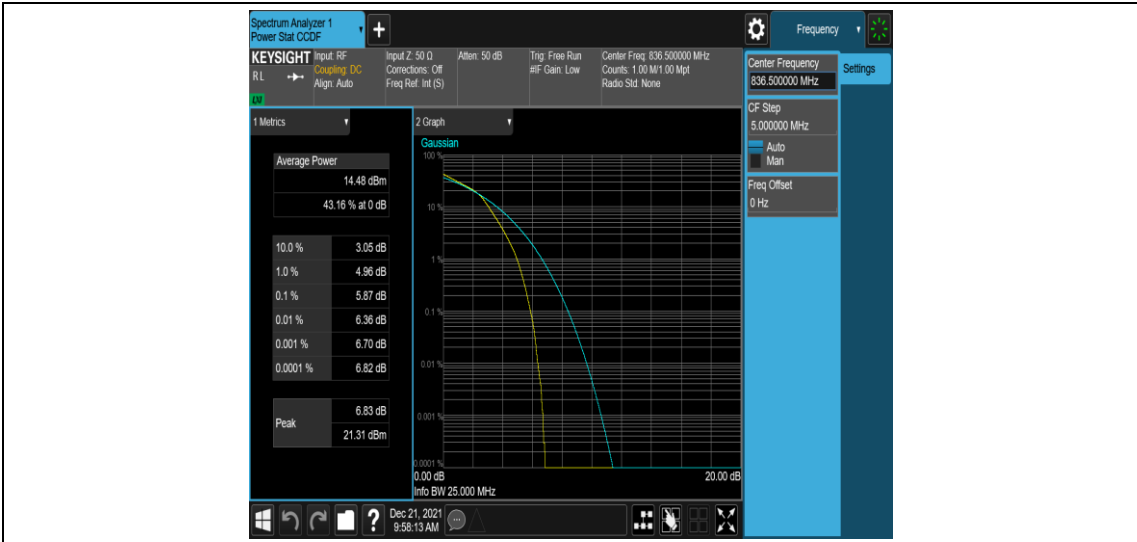 Spectrum Analyzer 1
Power Stat CCDF
+
Frequency
KEYSIGHT
RL
LXI
Input: RF
Coupling: DC
Align: Auto
Input Z: 50 Ω
Corrections: Off
Freq Ref: Int (S)
Atten: 50 dB
Trig: Free Run
#IF Gain: Low
Center Freq: 836.500000 MHz
Counts: 1.00 M/1.00 Mpt
Radio Std: None
Center Frequency
836.500000 MHz
Settings
CF Step
5.000000 MHz
Auto
Man
Freq Offset
0 Hz
1 Metrics
Average Power
14.48 dBm
43.16 % at 0 dB
10.0 % 3.05 dB
1.0 % 4.96 dB
0.1 % 5.87 dB
0.01 % 6.36 dB
0.001 % 6.70 dB
0.0001 % 6.82 dB
Peak 6.83 dB
21.31 dBm
2 Graph
Gaussian
100 %
10 %
1 %
0.1 %
0.01 %
0.001 %
0.0001 %
0.00 dB 20.00 dB
Info BW 25.000 MHz
?
Dec 21, 2021
9:58:13 AM